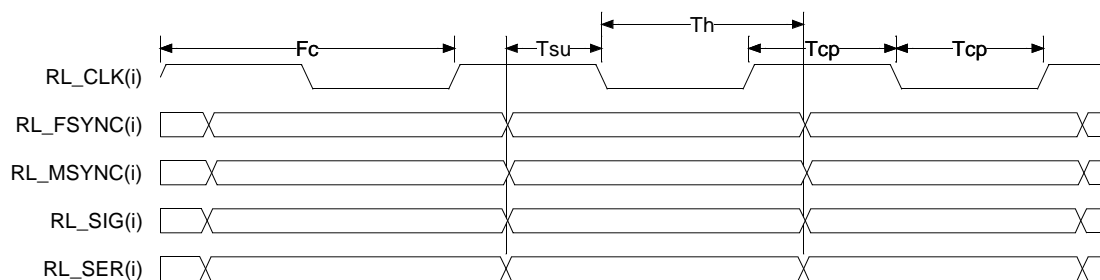 Th
Fc
Tsu
Tcp
Tcp
RL_CLK(i)
RL_FSYNC(i)
RL_MSYNC(i)
RL_SIG(i)
RL_SER(i)